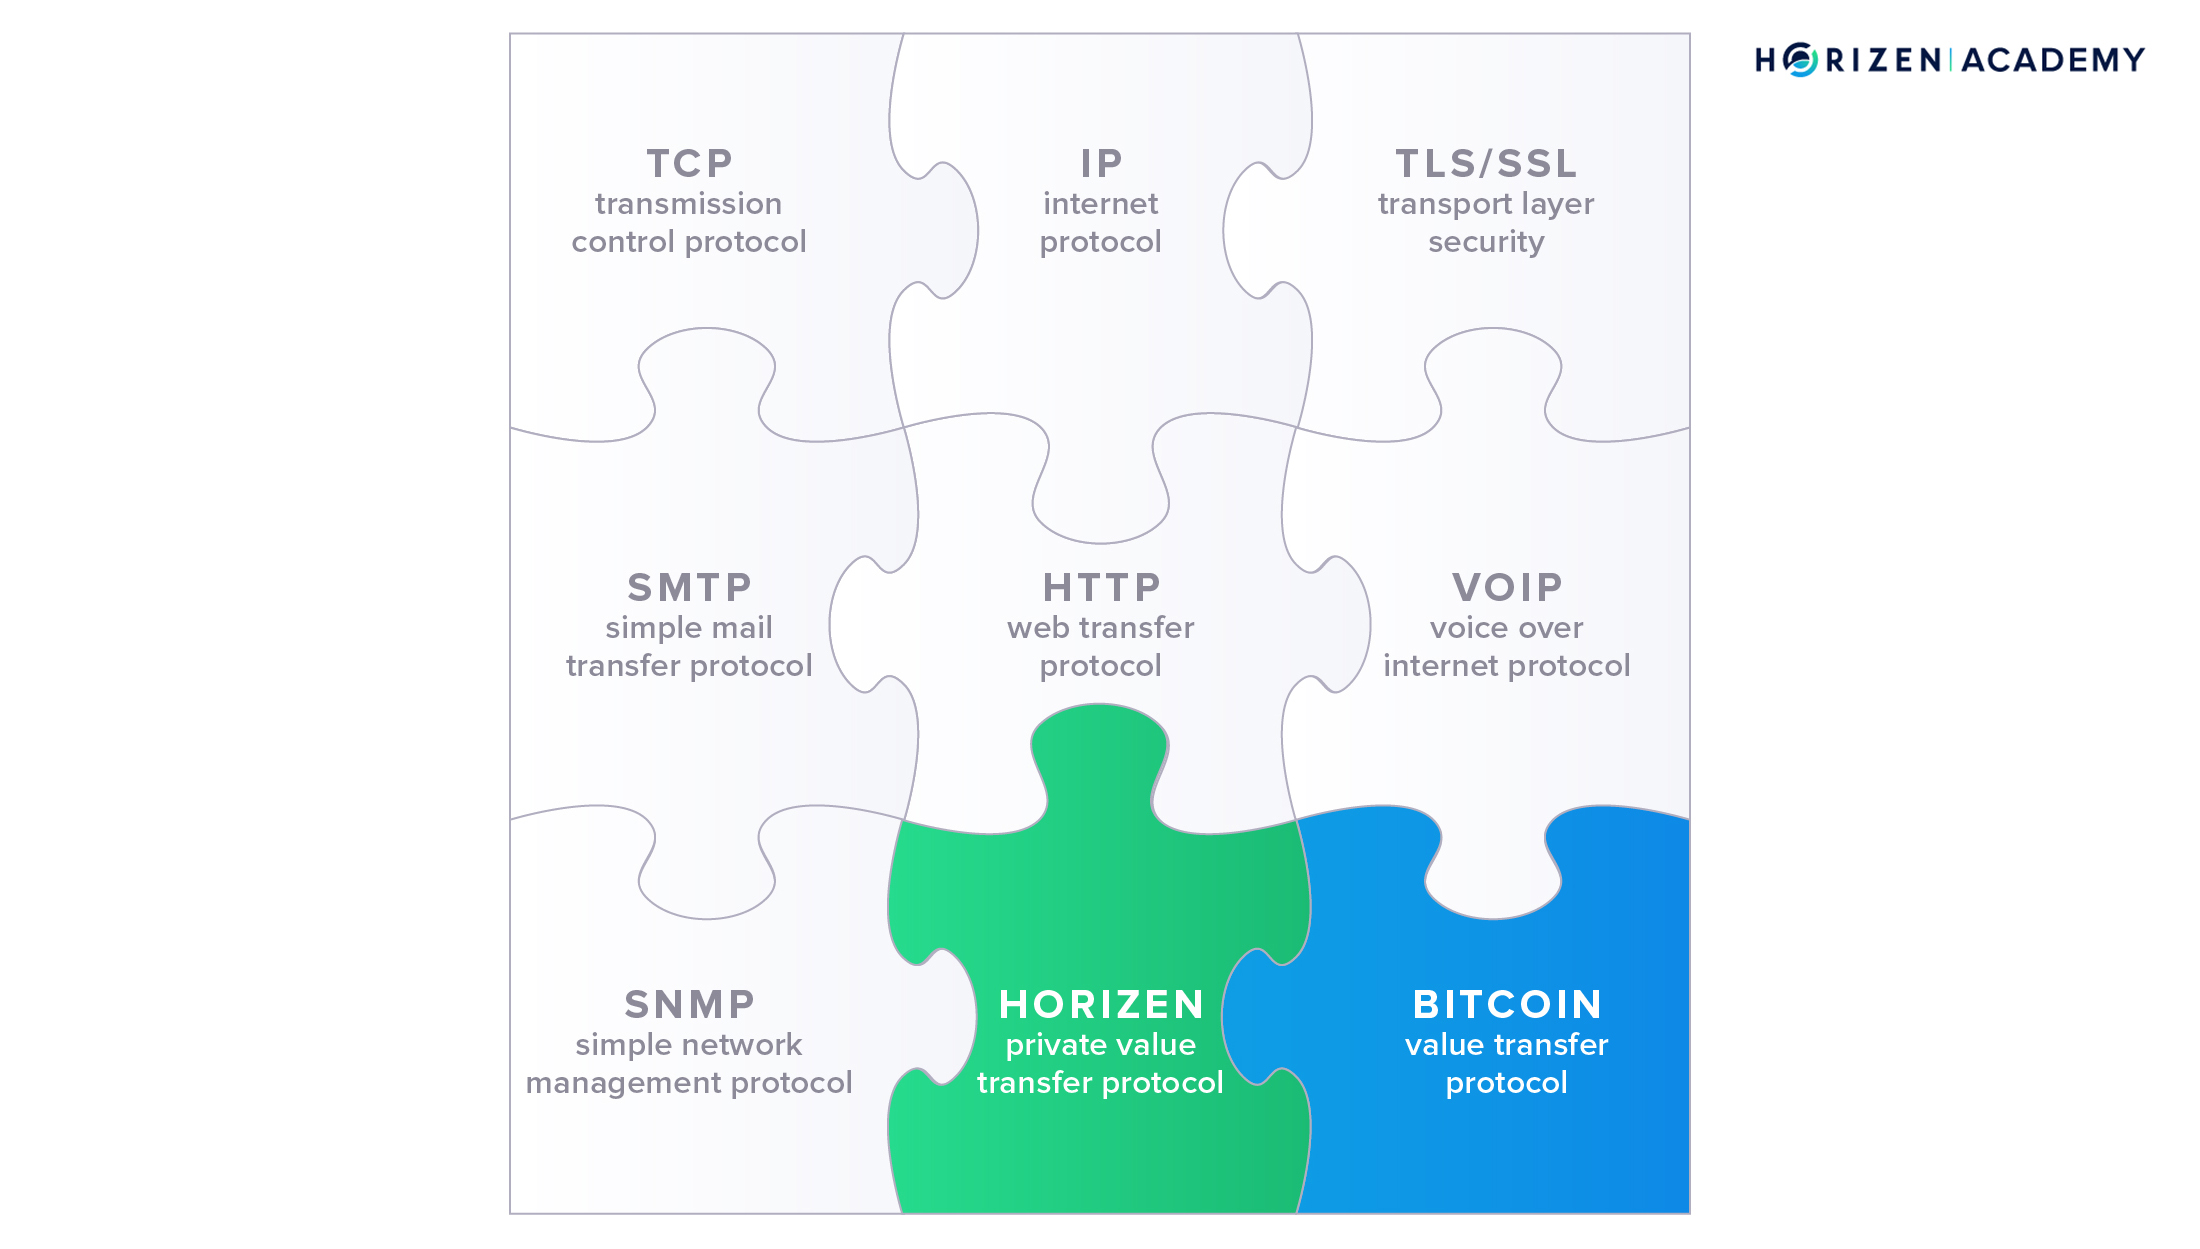 HORIZEN ACADEMY
TCP
transmission
control protocol
IP
internet
protocol
TLS/SSL
transport layer
security
SMTP
simple mail
transfer protocol
HTTP
web transfer
protocol
VOIP
voice over
internet protocol
SNMP
simple network
management protocol
HORIZEN
private value
transfer protocol
BITCOIN
value transfer
protocol